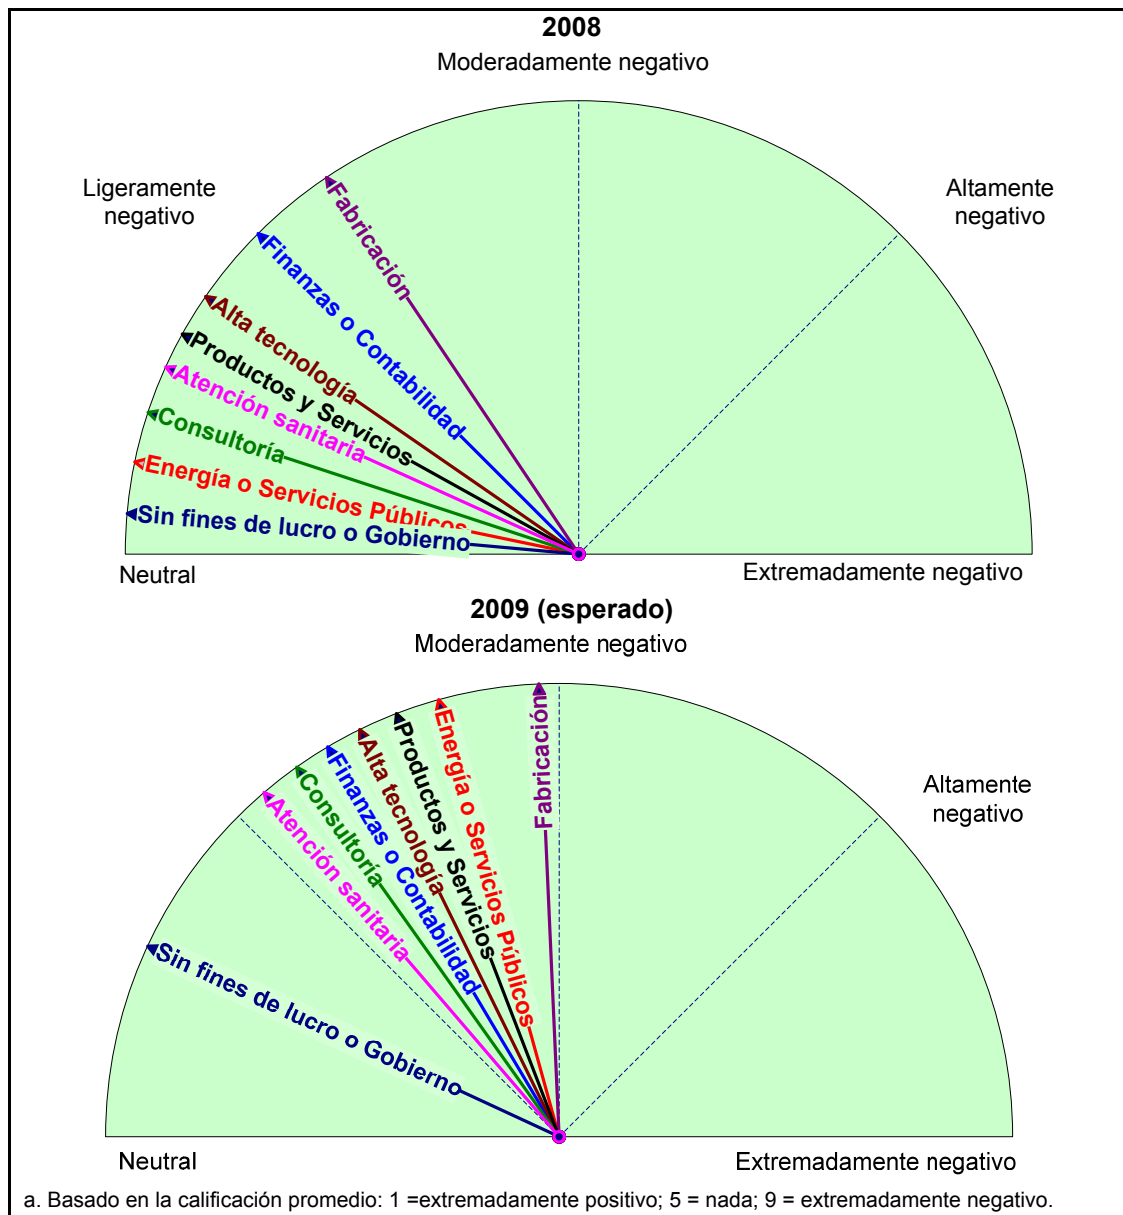 2008
Moderadamente negativo
Ligeramente
negativo
Altamente
negativo
Fabricación
Finanzas o Contabilidad
Alta tecnología
Productos y Servicios
Atención sanitaria
Consultoría
Energía o Servicios Públicos
Sin fines de lucro o Gobierno
Neutral
Extremadamente negativo
2009 (esperado)
Moderadamente negativo
Altamente
negativo
Fabricación
Energía o Servicios Públicos
Productos y Servicios
Alta tecnología
Finanzas o Contabilidad
Consultoría
Atención sanitaria
Sin fines de lucro o Gobierno
Neutral
Extremadamente negativo
a. Basado en la calificación promedio: 1 =extremadamente positivo; 5 = nada; 9 = extremadamente negativo.